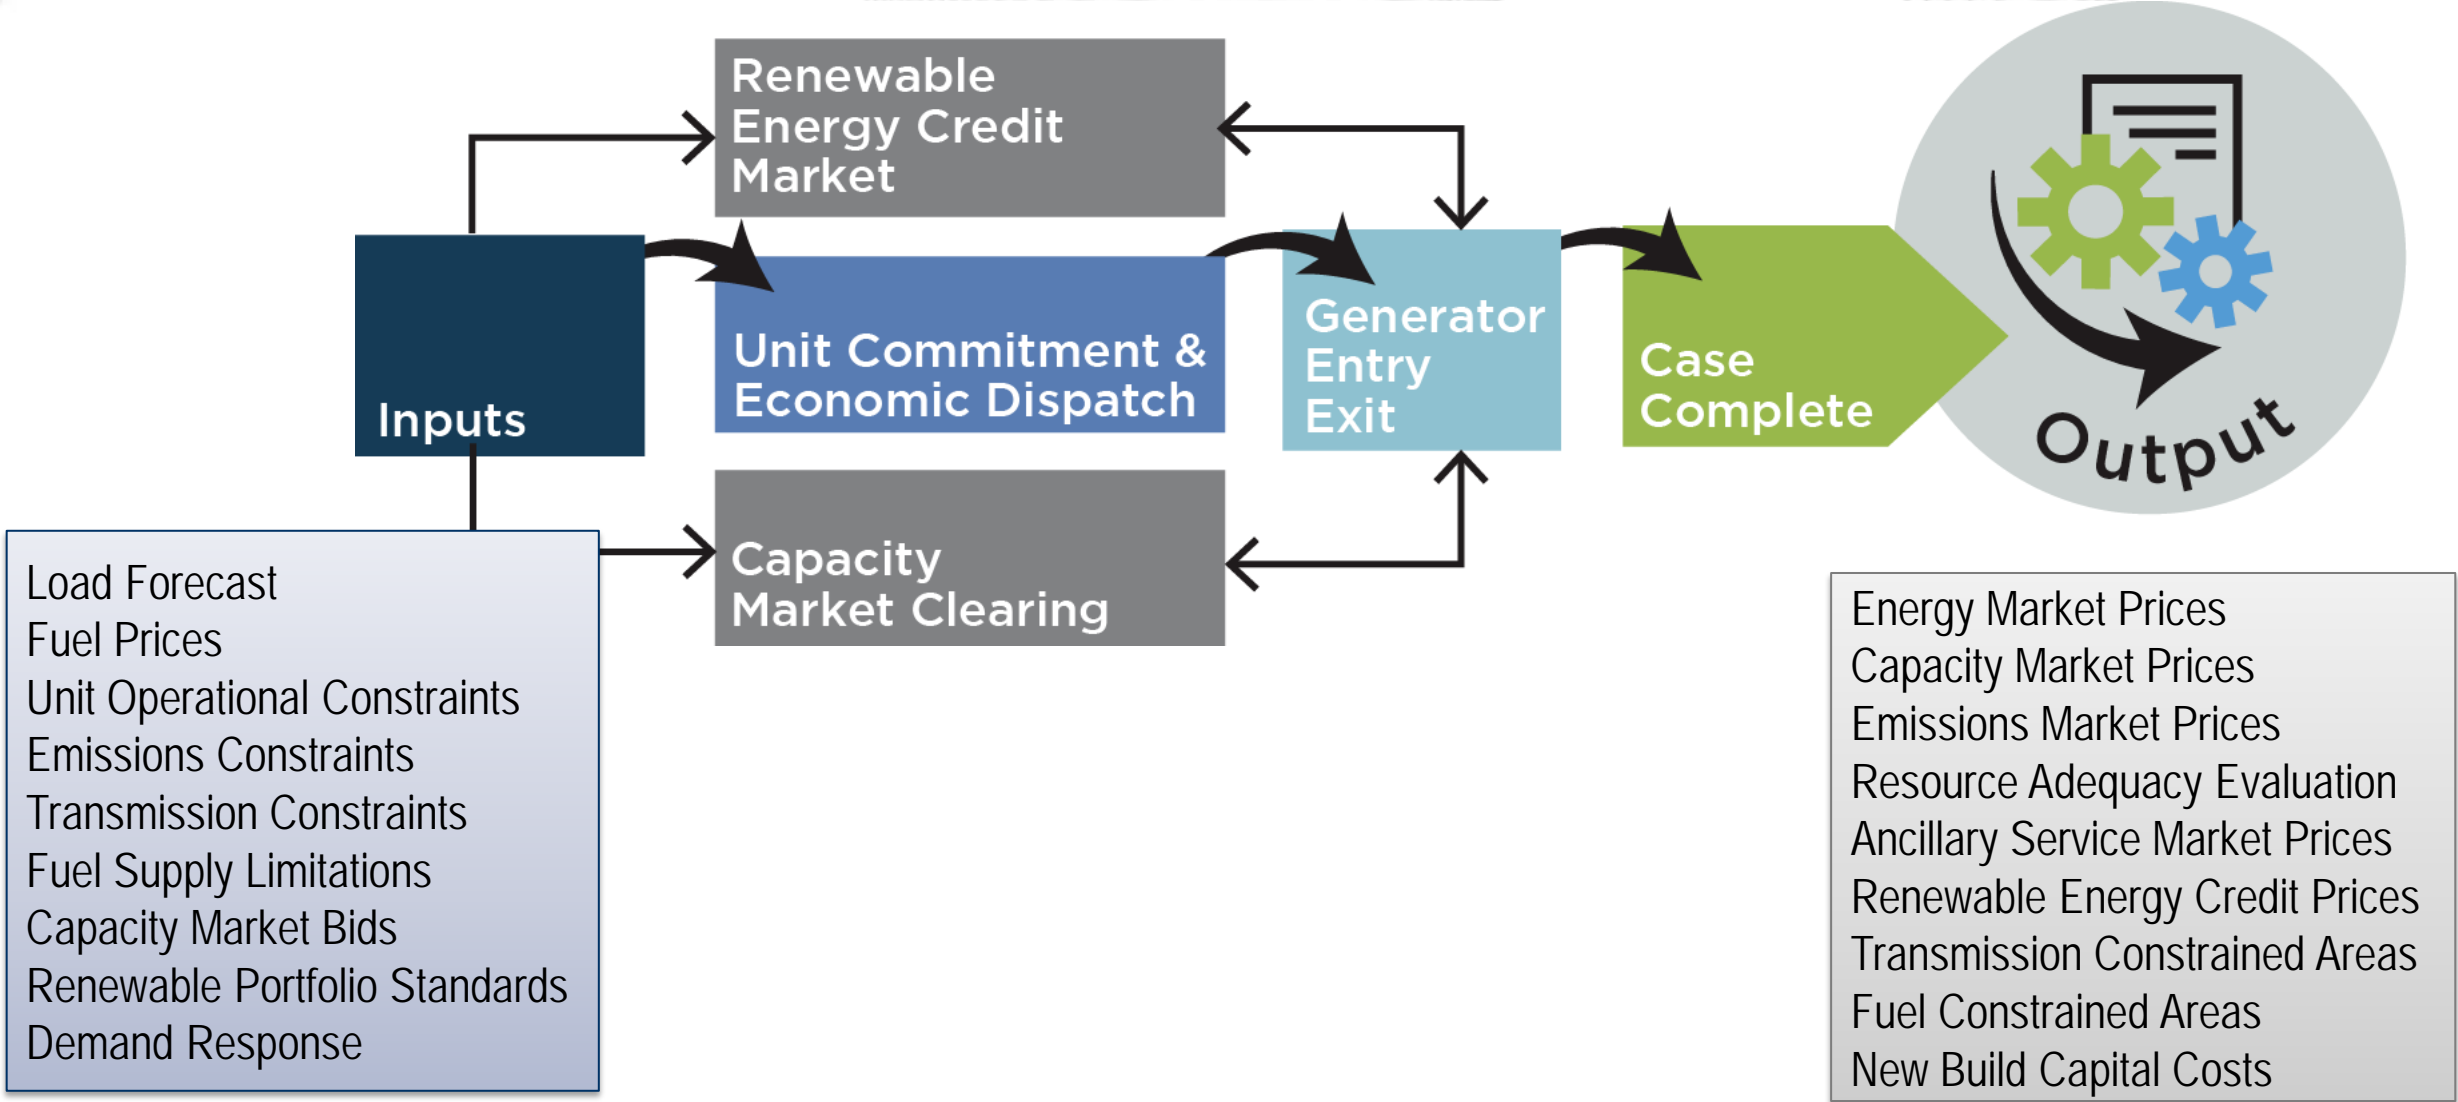 Renewable
Energy Credit
Market
Inputs
Unit Commitment &
Economic Dispatch
Generator
Entry
Exit
Case
Complete
Output
Capacity
Market Clearing
Load Forecast
Fuel Prices
Unit Operational Constraints
Emissions Constraints
Transmission Constraints
Fuel Supply Limitations
Capacity Market Bids
Renewable Portfolio Standards
Demand Response
Energy Market Prices
Capacity Market Prices
Emissions Market Prices
Resource Adequacy Evaluation
Ancillary Service Market Prices
Renewable Energy Credit Prices
Transmission Constrained Areas
Fuel Constrained Areas
New Build Capital Costs